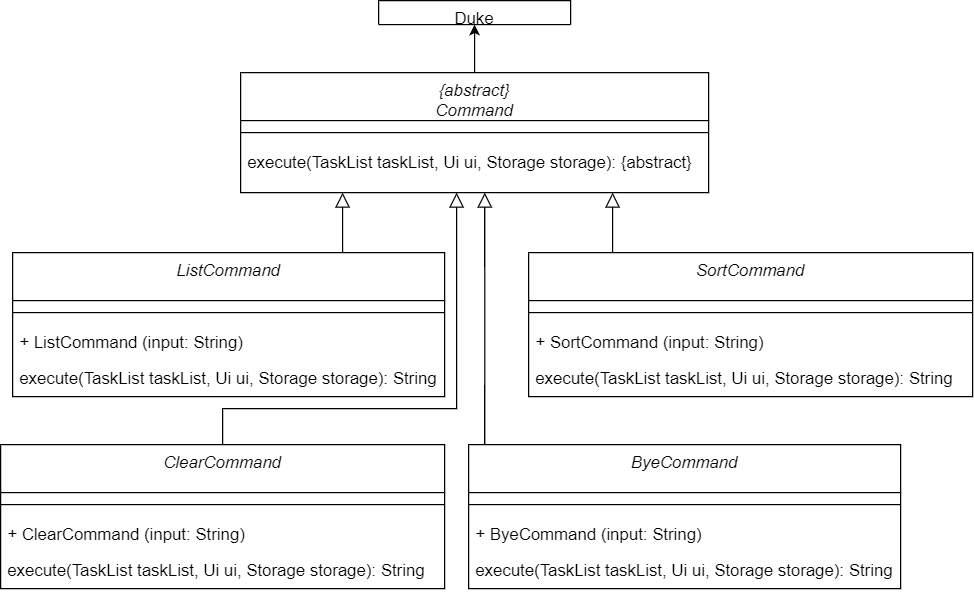 Duke
{abstract}
Command
execute(TaskList taskList, Ui ui, Storage storage): {abstract}
ListCommand
+ ListCommand (input: String)
execute(TaskList taskList, Ui ui, Storage storage): String
SortCommand
+ SortCommand (input: String)
execute(TaskList taskList, Ui ui, Storage storage): String
ClearCommand
+ ClearCommand (input: String)
execute(TaskList taskList, Ui ui, Storage storage): String
ByeCommand
+ ByeCommand (input: String)
execute(TaskList taskList, Ui ui, Storage storage): String